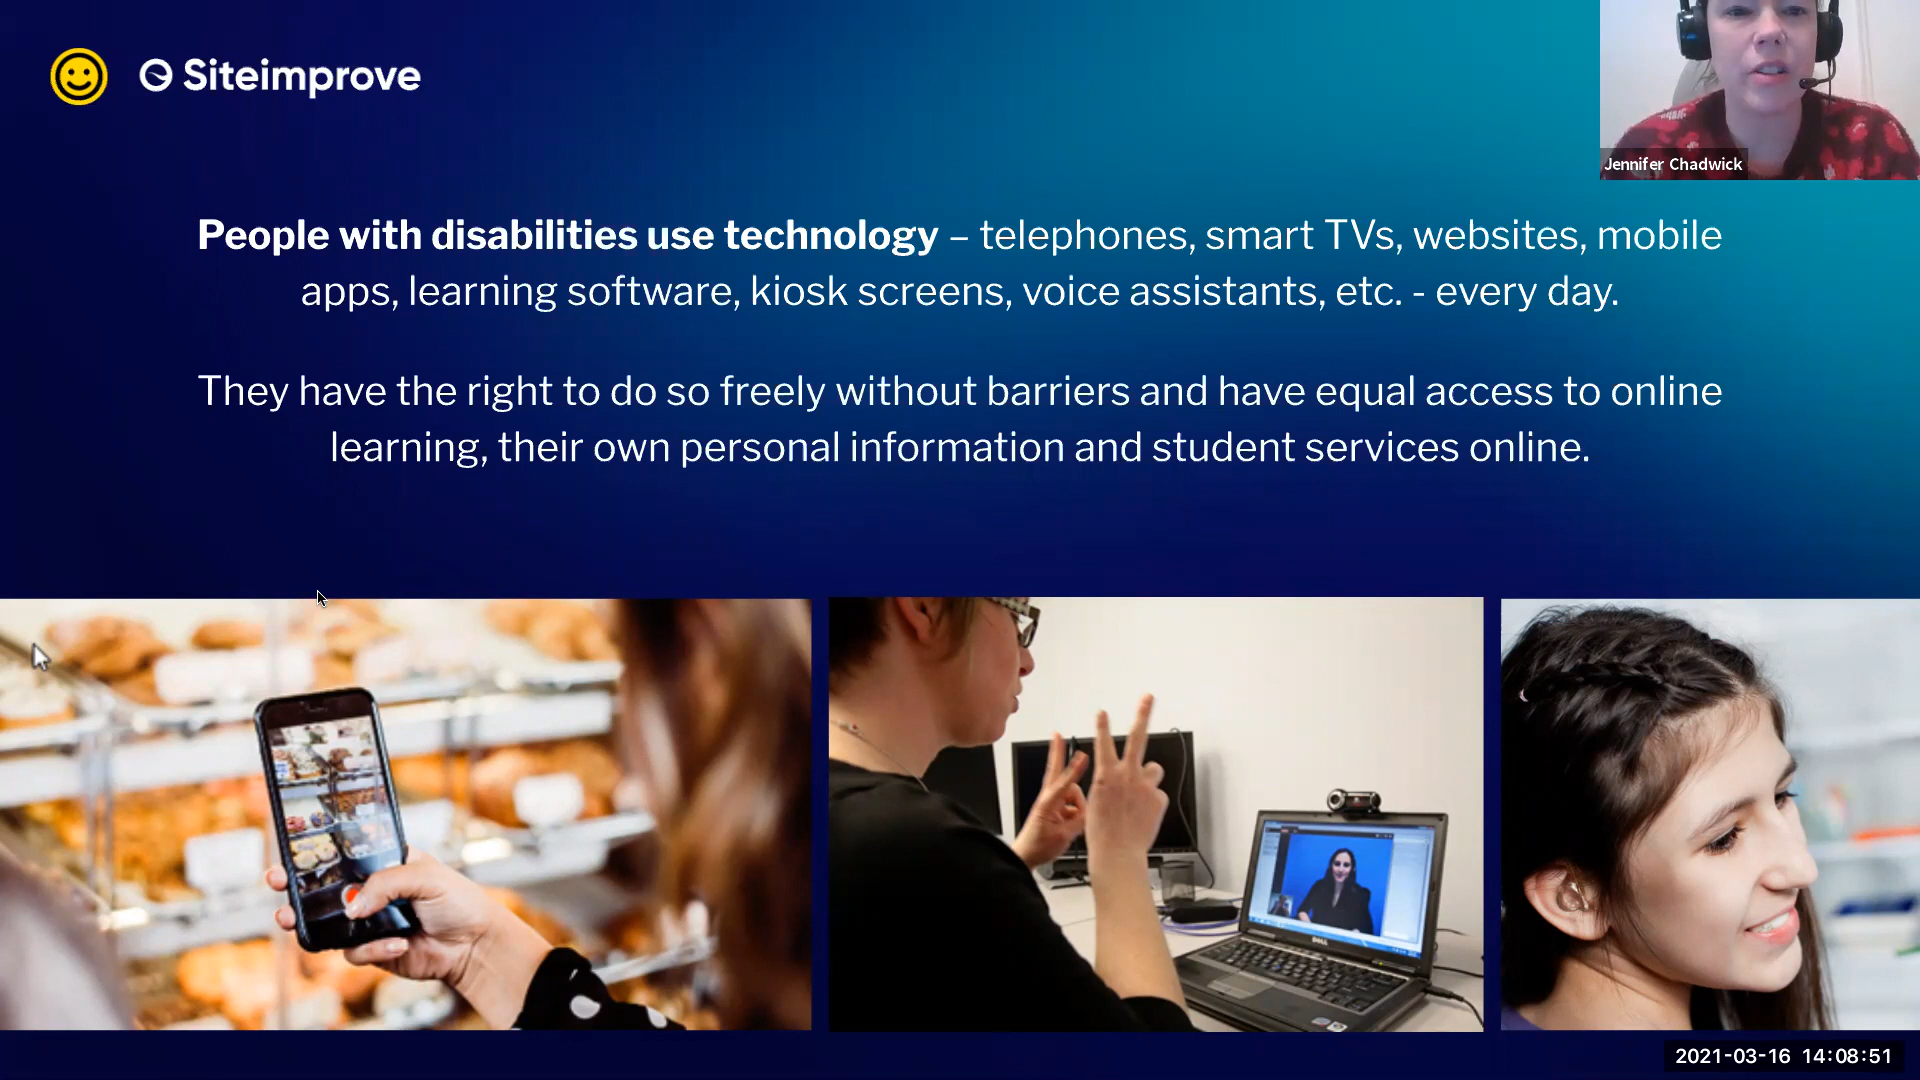 Siteimprove
Jennifer Chadwick
People with disabilities use technology – telephones, smart TVs, websites, mobile
apps, learning software, kiosk screens, voice assistants, etc. - every day.
They have the right to do so freely without barriers and have equal access to online
learning, their own personal information and student services online.
DELL
2021-03-16 14:08:51